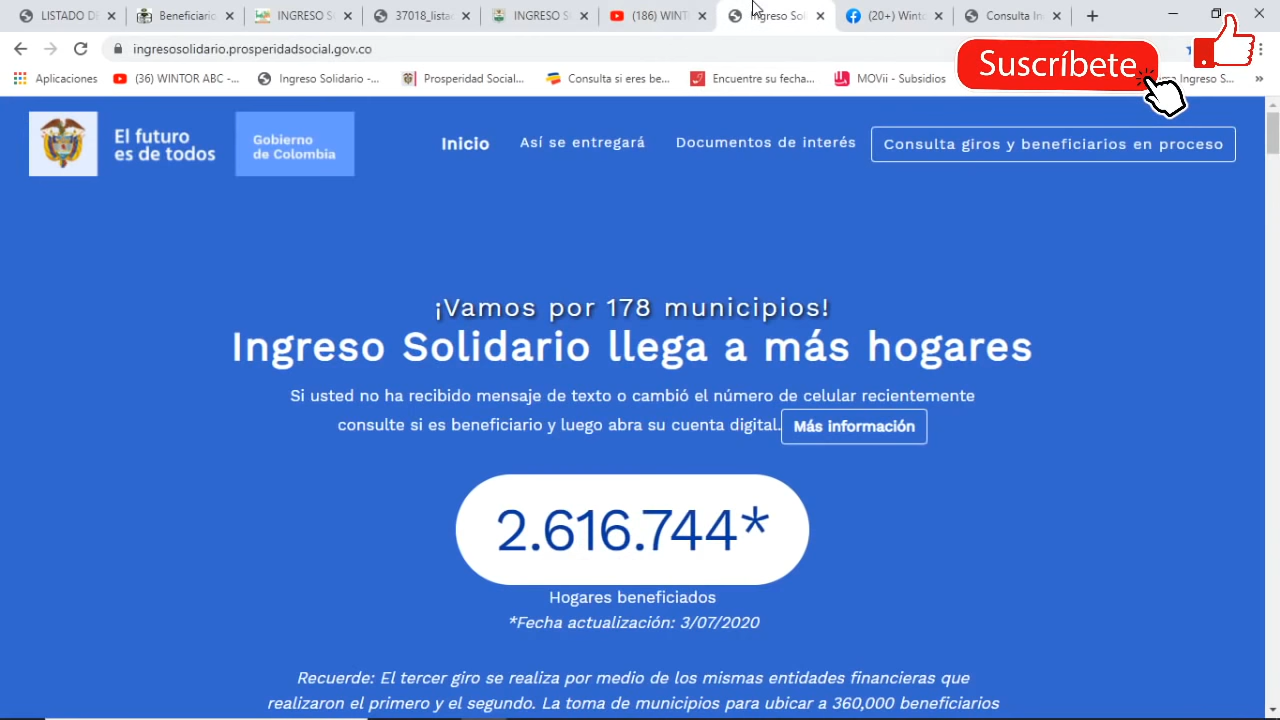 LISTADO DE
Beneficiario
INGRESO S
37018_lista
INGRESO S
(186) WINT
Ingreso Sol
(20+) Winto
Consulta In
ingresosolidario.prosperidadsocial.gov.co
Aplicaciones
(36) WINTOR ABC -...
Ingreso Solidario -...
Prosperidad Social...
Consulta si eres be...
Encuentre su fecha...
MOVii - Subsidios
Ingreso S...
Suscríbete
El futuro
es de todos
Gobierno
de Colombia
Inicio
Así se entregará
Documentos de interés
Consulta giros y beneficiarios en proceso
¡Vamos por 178 municipios!
Ingreso Solidario llega a más hogares
Si usted no ha recibido mensaje de texto o cambió el número de celular recientemente
consulte si es beneficiario y luego abra su cuenta digital. Más información
2.616.744*
Hogares beneficiados
*Fecha actualización: 3/07/2020
Recuerde: El tercer giro se realiza por medio de los mismas entidades financieras que
realizaron el primero y el segundo. La toma de municipios para ubicar a 360,000 beneficiarios